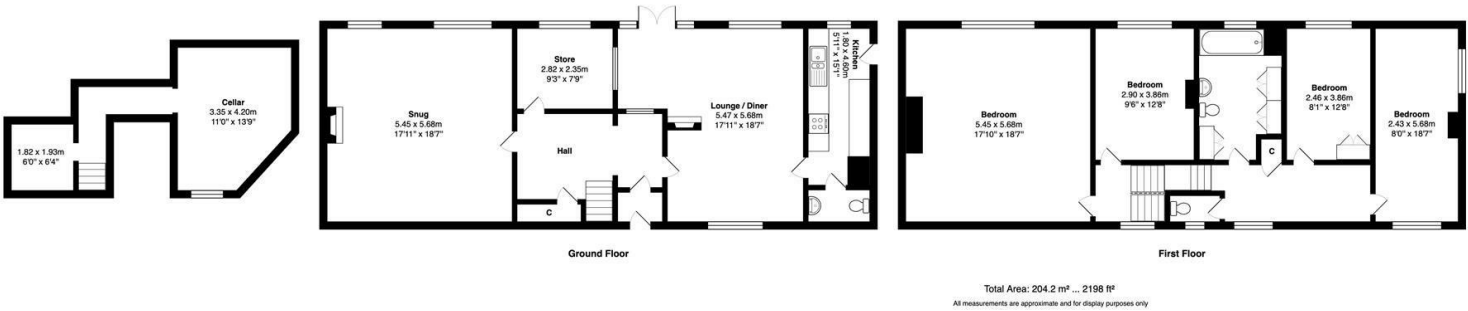 1.82 x 1.93m
6'0" x 6'4"
Cellar
3.35 x 4.20m
11'0" x 13'9"
Snug
5.45 x 5.68m
17'11" x 18'7"
Store
2.82 x 2.35m
9'3" x 7'9"
Hall
C
Lounge / Diner
5.47 x 5.68m
17'11" x 18'7"
Kitchen
1.80 x 4.60m
5'11" x 15'1"
Ground Floor
Bedroom
5.45 x 5.68m
17'10" x 18'7"
Bedroom
2.90 x 3.86m
9'6" x 12'8"
C
Bedroom
2.46 x 3.86m
8'1" x 12'8"
Bedroom
2.43 x 5.68m
8'0" x 18'7"
First Floor
Total Area: 204.2 m² ... 2198 ft²
All measurements are approximate and for display purposes only